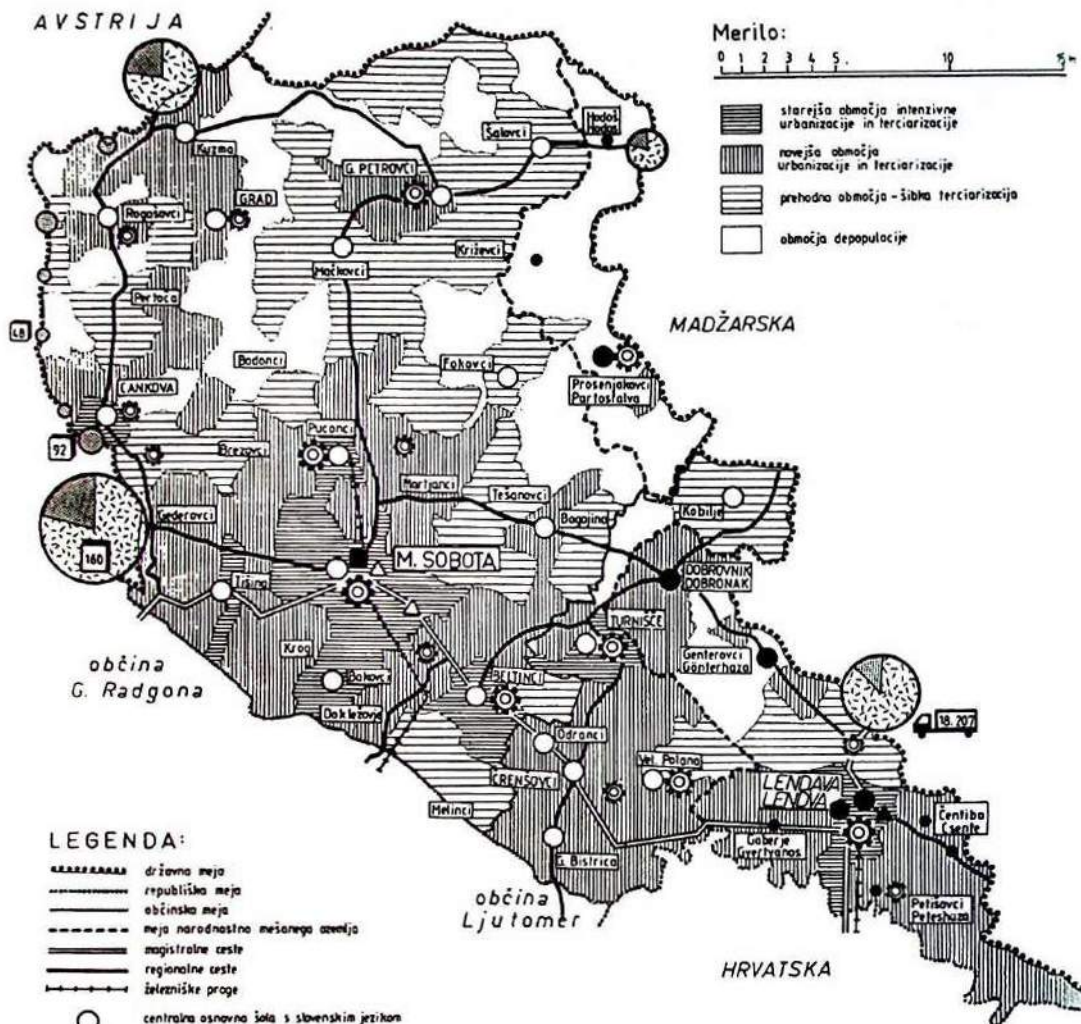 AVSTRIJA
Merilo:
0 1 2 3 4 5 10 15
starejša območja intenzivne
urbanizacije in terciarizacije
novejša območja
urbanizacije in terciarizacije
prehodna območja - šibka terciarizacija
območja depopulacije
Kuzma
Šalovci
Hodoš
Hodos
G. PETROVCI
GRAD
Rogašovci
Križevci
Mačkovci
Pertoča
MADŽARSKA
48
Bodonci
Fokovci
Prosenjakovci
Partosfalva
CANKOVA
Puconci
92
Brezovci
Martjanci
Tešanovci
Kobilje
Gederovci
Bogojina
160
M. SOBOTA
DOBROVNIK
DOBRONAK
Tišina
TURNIŠČE
Krog
Genterovci
Gönterhaza
občina
G. Radgona
Bakovci
BELTINCI
Dokležovje
18.207
Odranci
Vel. Polana
ČRENŠOVCI
LENDAVA
LENDVA
Melinci
Čentiba
Csente
LEGENDA:
Gaberje
Gyertyanos
G. Bistrica
državna meja
republiška meja
občina
Ljutomer
Petišovci
Peteshaza
občinska meja
meja narodnostno mešanega ozemlja
magistralne ceste
HRVATSKA
regionalne ceste
železniške proge
centralna osnovna šola s slovenskim jezikom